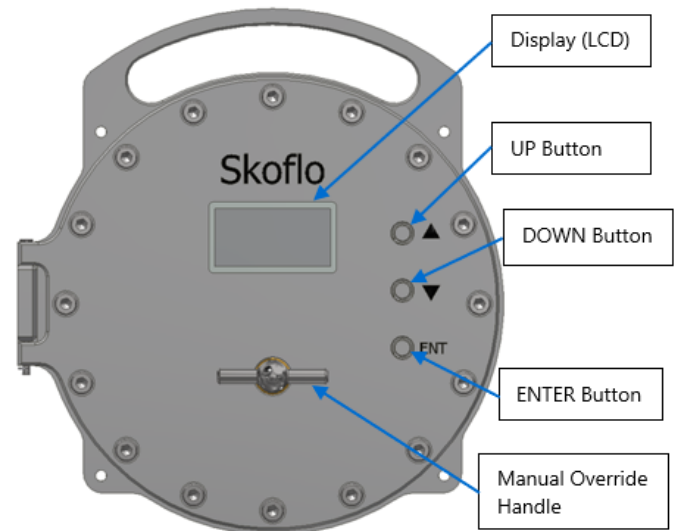 Display (LCD)
UP Button
Skoflo
▲
DOWN Button
▼
ENT
ENTER Button
Manual Override
Handle